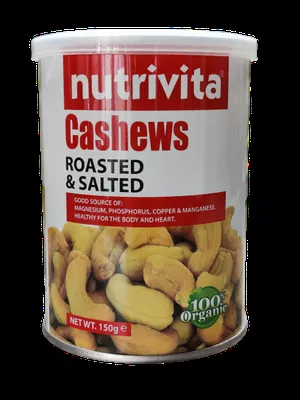 nutrivita
Cashews
ROASTED
& SALTED
GOOD SOURCE OF:
MAGNESIUM, PHOSPHORUS, COPPER & MANGANESE.
HEALTHY FOR THE BODY AND HEART.
100%
Organic
NET WT. 150g e